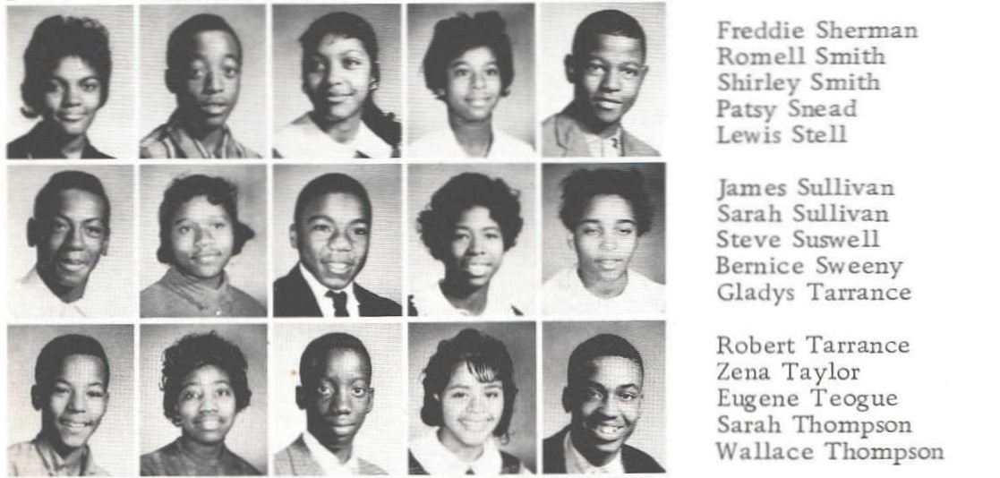 Freddie Sherman
Romell Smith
Shirley Smith
Patsy Snead
Lewis Stell
James Sullivan
Sarah Sullivan
Steve Suswell
Bernice Sweeny
Gladys Tarrance
Robert Tarrance
Zena Taylor
Eugene Teogue
Sarah Thompson
Wallace Thompson